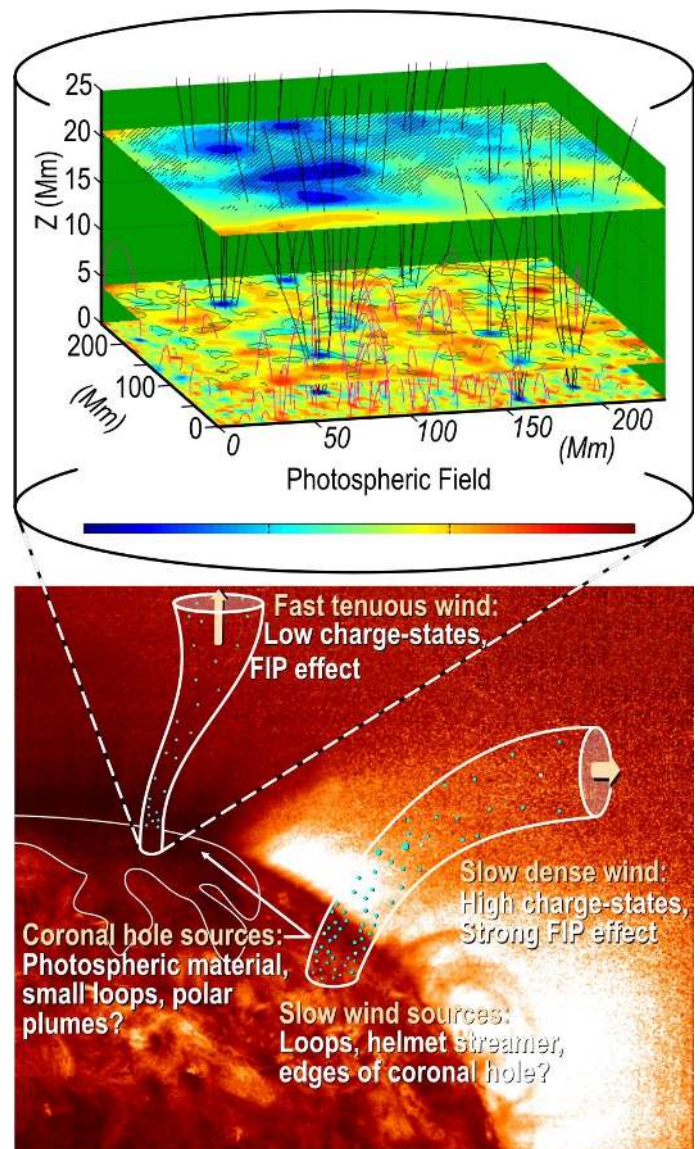 25
20
15
10
5
0
Z (Mm)
200
100
0
(Mm)
0
50
100
150
200
(Mm)
Photospheric Field
Fast tenuous wind:
Low charge-states,
FIP effect
Slow dense wind:
High charge-states,
Strong FIP effect
Coronal hole sources:
Photospheric material,
small loops, polar
plumes?
Slow wind sources:
Loops, helmet streamer,
edges of coronal hole?